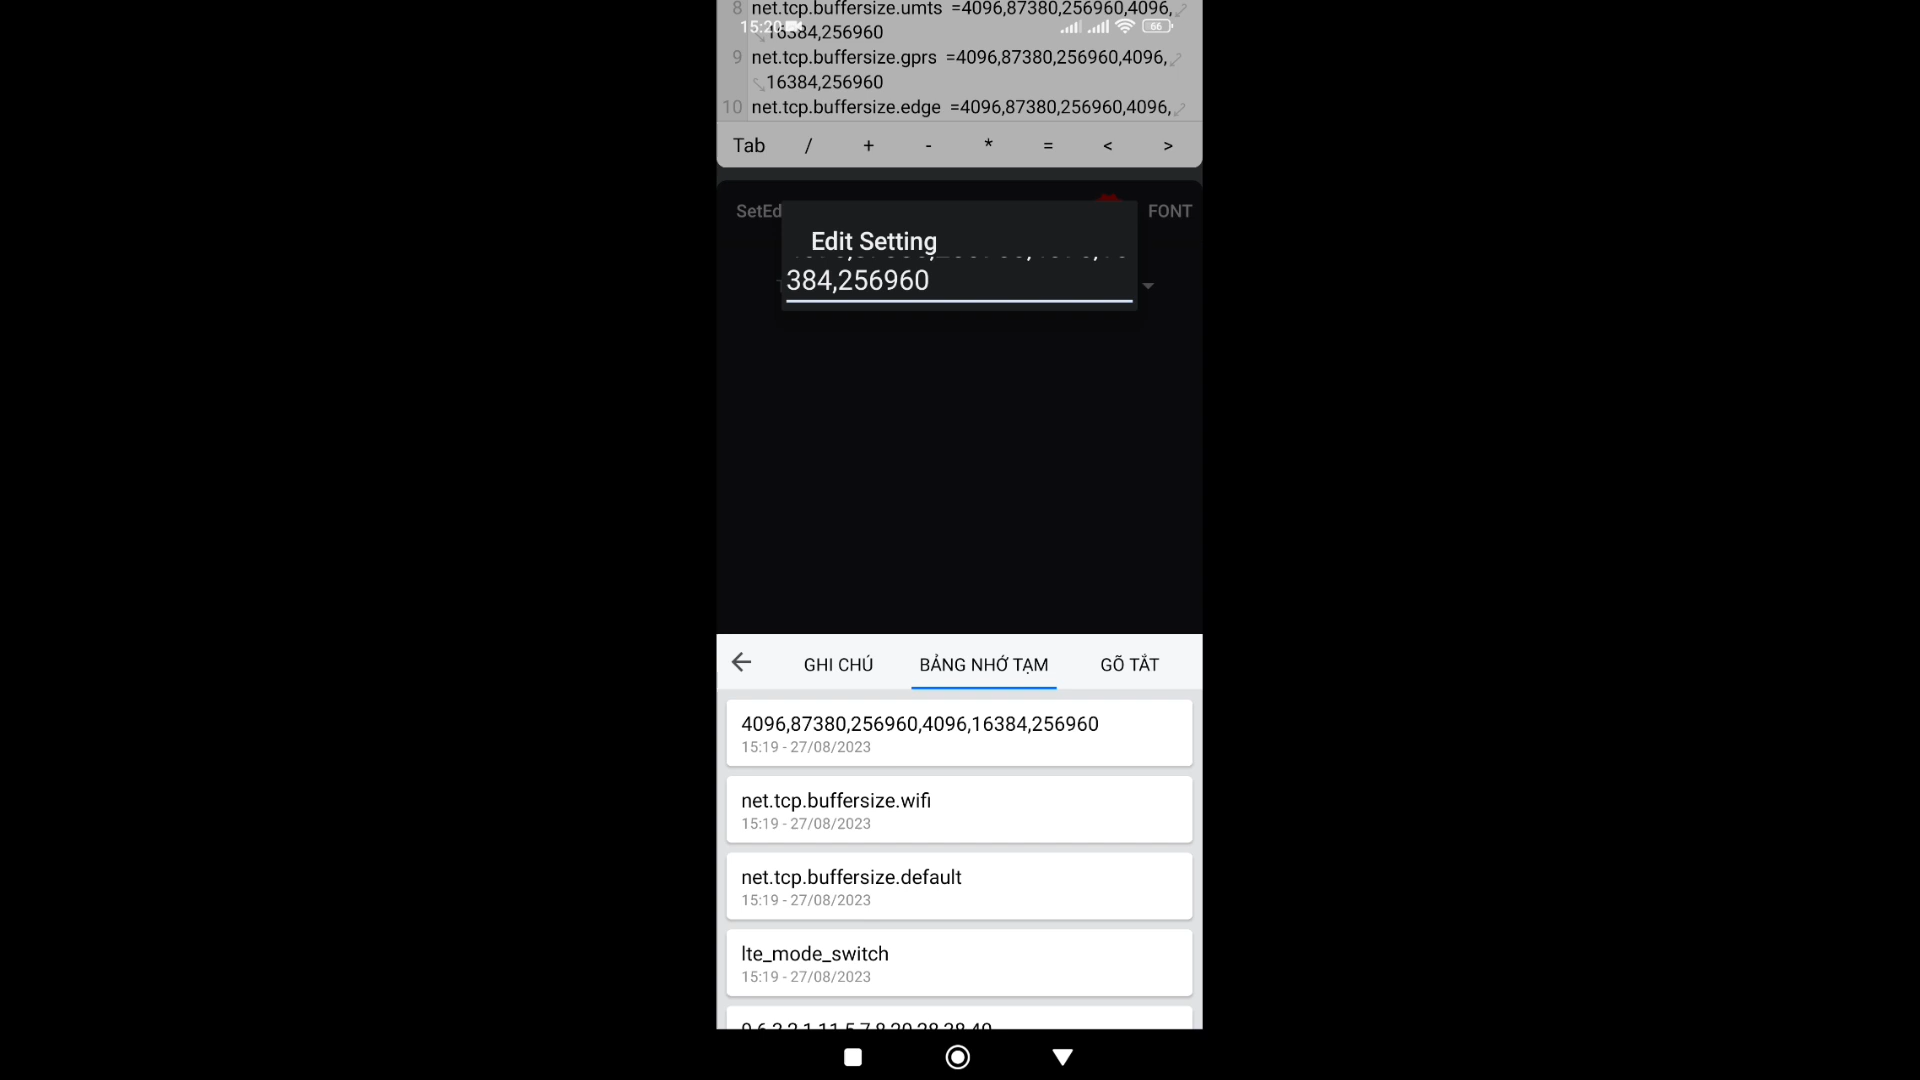 8 net.tcp.buffersize.umts =4096,87380,256960,4096,
15:20
16384,256960
66
9 net.tcp.buffersize.gprs =4096,87380,256960,4096,
16384,256960
10 net.tcp.buffersize.edge =4096,87380,256960,4096,
Tab / + - * = < >
SetEd
FONT
Edit Setting
384,256960
GHI CHÚ
BẢNG NHỚ TẠM
GÕ TẮT
4096,87380,256960,4096,16384,256960
15:19 - 27/08/2023
net.tcp.buffersize.wifi
15:19 - 27/08/2023
net.tcp.buffersize.default
15:19 - 27/08/2023
lte_mode_switch
15:19 - 27/08/2023